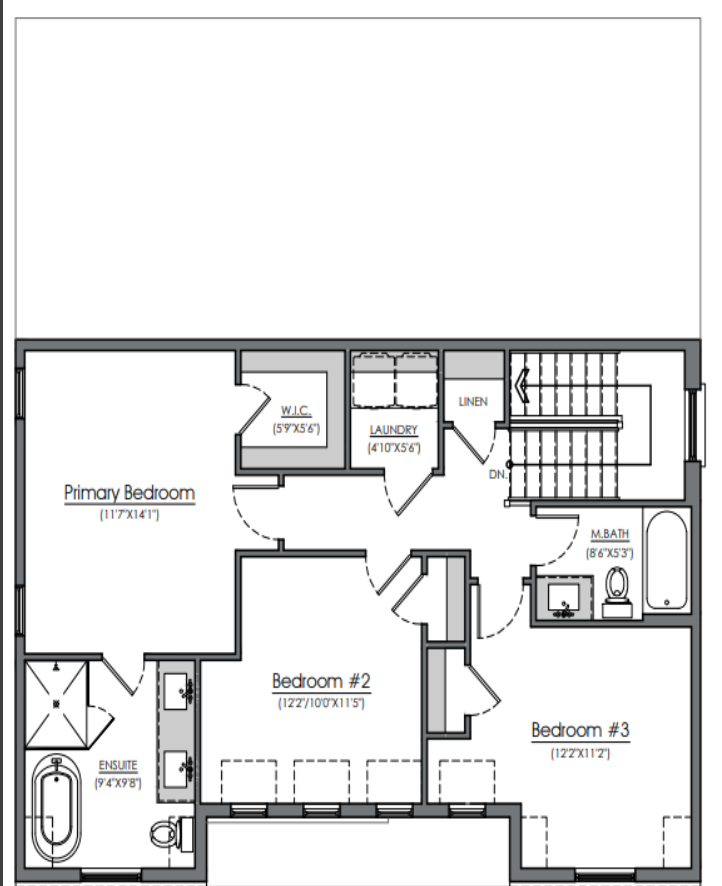 W.I.C.
(5'9"X5'6")
LAUNDRY
(4'10"X5'6")
LINEN
DN.
Primary Bedroom
(11'7"X14'1")
M.BATH
(8'6"X5'3")
Bedroom #2
(12'2"/10'0"X11'5")
Bedroom #3
(12'2"X11'2")
ENSUITE
(9'4"X9'8")